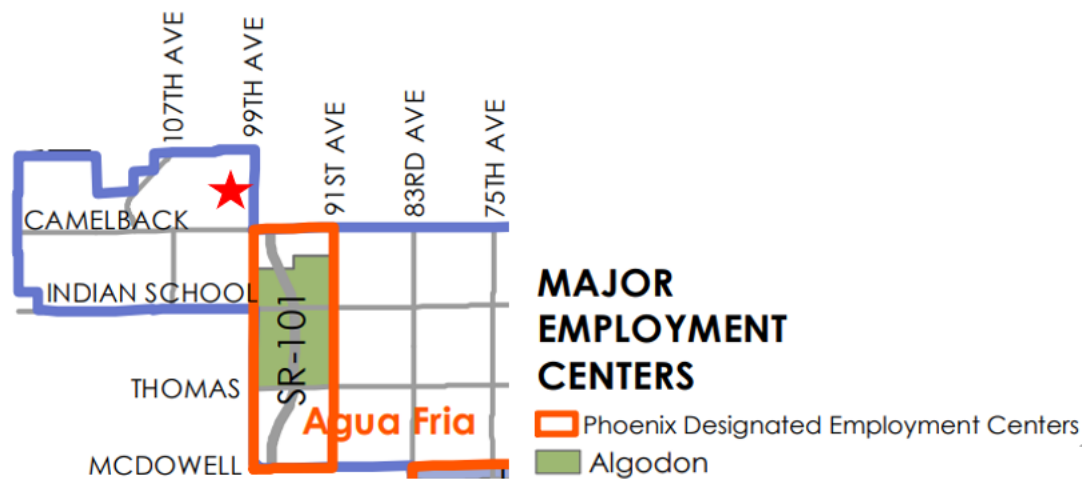 107TH AVE
99TH AVE
91ST AVE
83RD AVE
75TH AVE
CAMELBACK
INDIAN SCHOOL
SR-101
THOMAS
Agua Fria
MCDOWELL
MAJOR
EMPLOYMENT
CENTERS
Phoenix Designated Employment Centers
Algodon